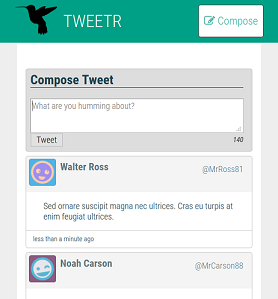 TWEETR
Compose
Compose Tweet
What are you humming about?
Tweet
140
Walter Ross
@MrRoss81
Sed ornare suscipit magna nec ultrices. Cras eu turpis at
enim feugiat ultrices.
less than a minute ago
Noah Carson
@MrCarson88